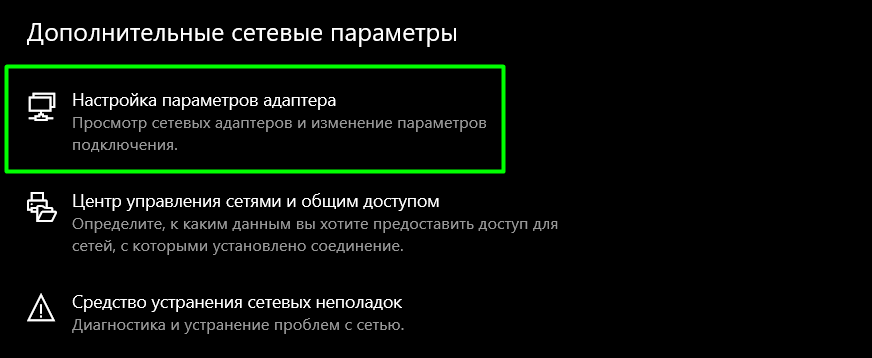 Дополнительные сетевые параметры
Настройка параметров адаптера
Просмотр сетевых адаптеров и изменение параметров
подключения.
Центр управления сетями и общим доступом
Определите, к каким данным вы хотите предоставить доступ для
сетей, с которыми установлено соединение.
Средство устранения сетевых неполадок
Диагностика и устранение проблем с сетью.